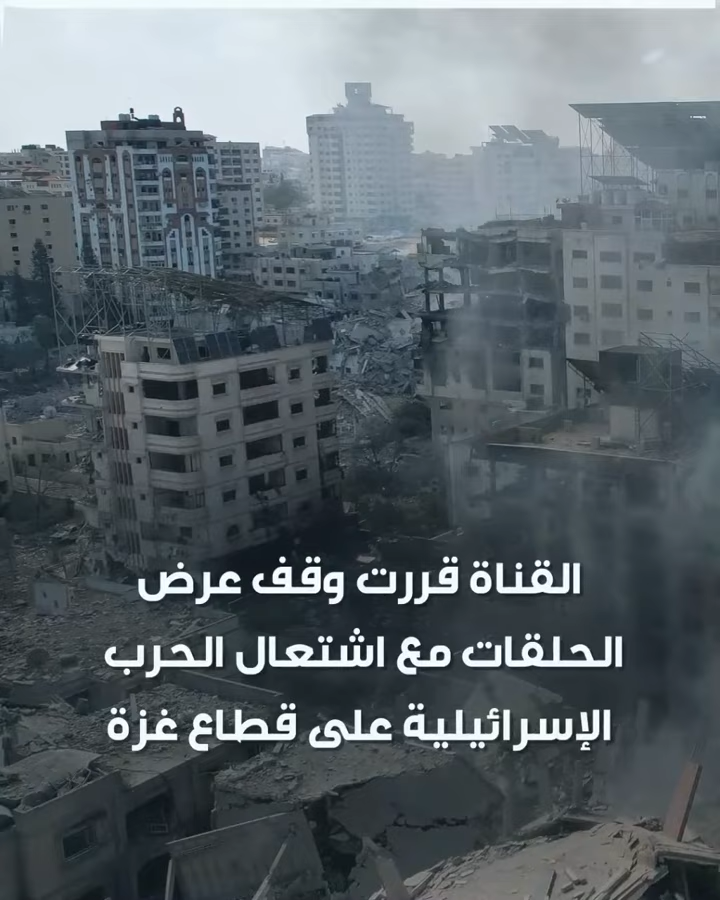 القناة قررت وقف عرض
الحلقات مع اشتعال الحرب
الإسرائيلية على قطاع غزة